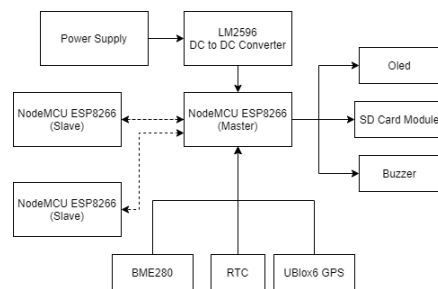 Power Supply
LM2596
DC to DC Converter
NodeMCU ESP8266
(Slave)
NodeMCU ESP8266
(Master)
Oled
SD Card Module
Buzzer
NodeMCU ESP8266
(Slave)
BME280
RTC
UBlox6 GPS